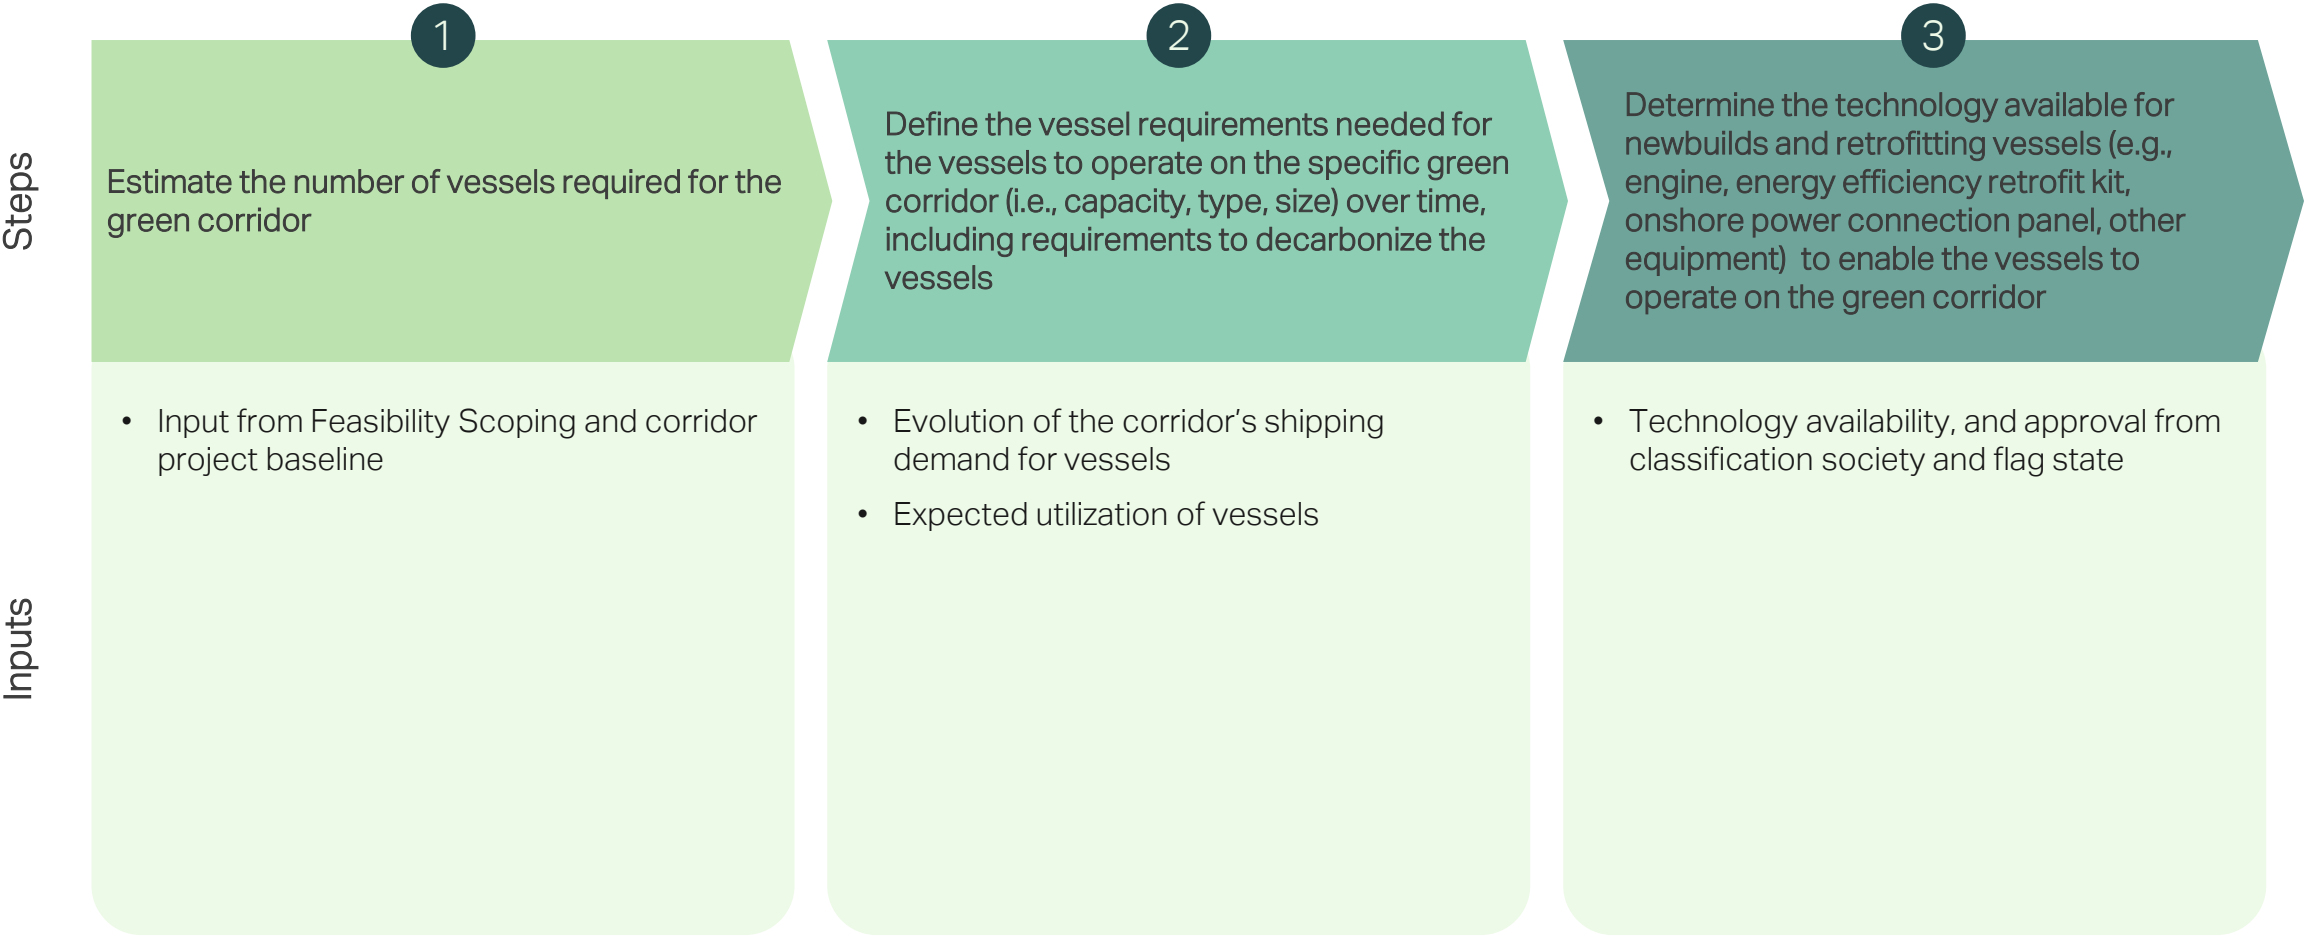 1
2
3
Steps
Estimate the number of vessels required for the
green corridor
Define the vessel requirements needed for
the vessels to operate on the specific green
corridor (i.e., capacity, type, size) over time,
including requirements to decarbonize the
vessels
Determine the technology available for
newbuilds and retrofitting vessels (e.g.,
engine, energy efficiency retrofit kit,
onshore power connection panel, other
equipment)  to enable the vessels to
operate on the green corridor
Inputs
• Input from Feasibility Scoping and corridor
project baseline
• Evolution of the corridor’s shipping
demand for vessels
• Expected utilization of vessels
• Technology availability, and approval from
classification society and flag state